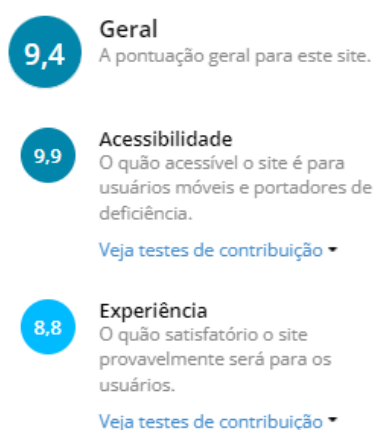 9,4
Geral
A pontuação geral para este site.
9,9
Acessibilidade
O quão acessível o site é para
usuários móveis e portadores de
deficiência.
Veja testes de contribuição
8,8
Experiência
O quão satisfatório o site
provavelmente será para os
usuários.
Veja testes de contribuição